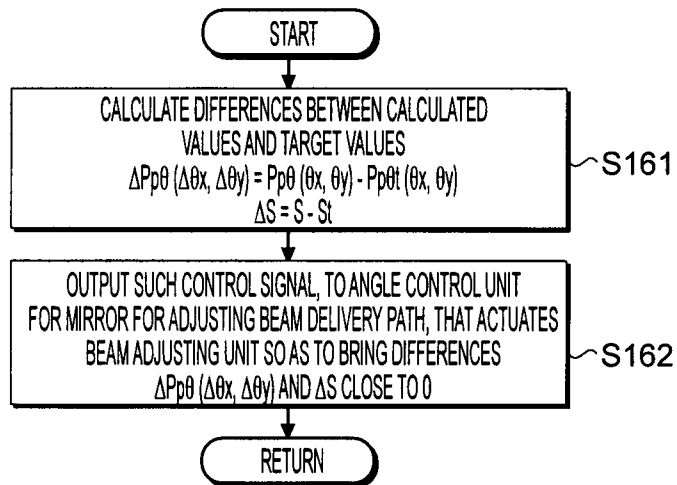 START
CALCULATE DIFFERENCES BETWEEN CALCULATED
VALUES AND TARGET VALUES
ΔPpθ (Δθx, Δθy) = Ppθ (θx, θy) - Ppθt (θx, θy)
ΔS = S - St
S161
OUTPUT SUCH CONTROL SIGNAL, TO ANGLE CONTROL UNIT
FOR MIRROR FOR ADJUSTING BEAM DELIVERY PATH, THAT ACTUATES
BEAM ADJUSTING UNIT SO AS TO BRING DIFFERENCES
ΔPpθ (Δθx, Δθy) AND ΔS CLOSE TO 0
S162
RETURN